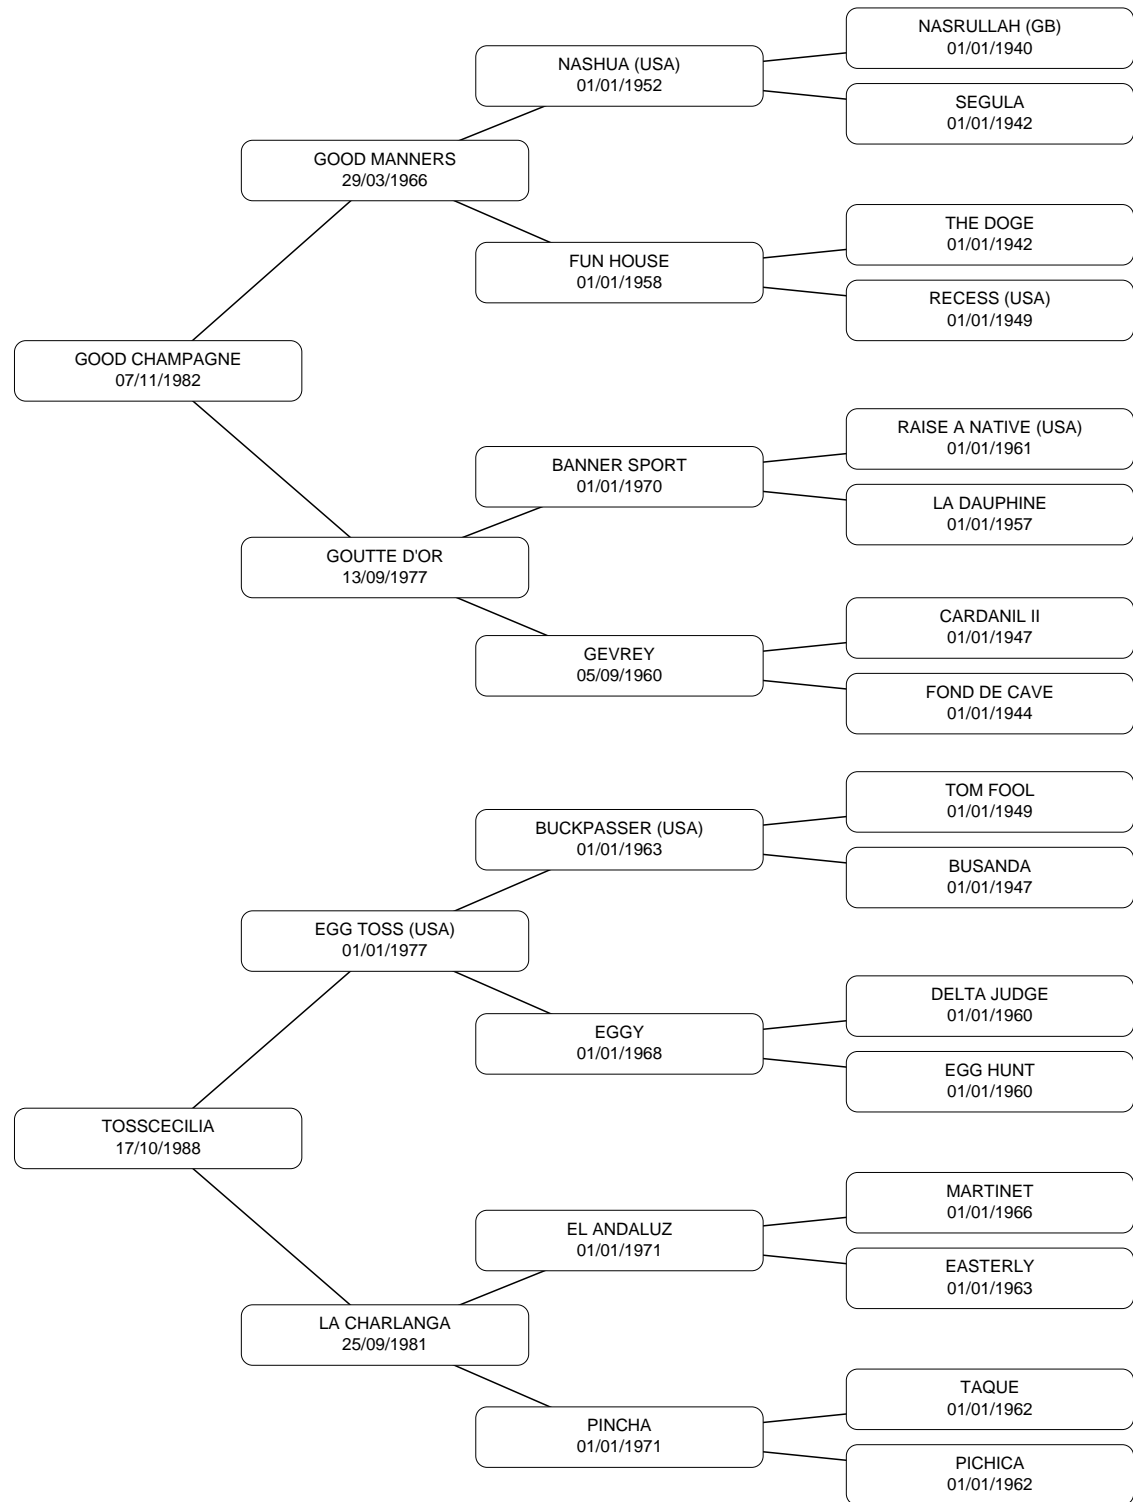 NASRULLAH (GB)
01/01/1940
NASHUA (USA)
01/01/1952
SEGULA
01/01/1942
GOOD MANNERS
29/03/1966
THE DOGE
01/01/1942
FUN HOUSE
01/01/1958
RECESS (USA)
01/01/1949
GOOD CHAMPAGNE
07/11/1982
RAISE A NATIVE (USA)
01/01/1961
BANNER SPORT
01/01/1970
LA DAUPHINE
01/01/1957
GOUTTE D'OR
13/09/1977
CARDANIL II
01/01/1947
GEVREY
05/09/1960
FOND DE CAVE
01/01/1944
TOM FOOL
01/01/1949
BUCKPASSER (USA)
01/01/1963
BUSANDA
01/01/1947
EGG TOSS (USA)
01/01/1977
DELTA JUDGE
01/01/1960
EGGY
01/01/1968
EGG HUNT
01/01/1960
TOSSCECILIA
17/10/1988
MARTINET
01/01/1966
EL ANDALUZ
01/01/1971
EASTERLY
01/01/1963
LA CHARLANGA
25/09/1981
TAQUE
01/01/1962
PINCHA
01/01/1971
PICHICA
01/01/1962